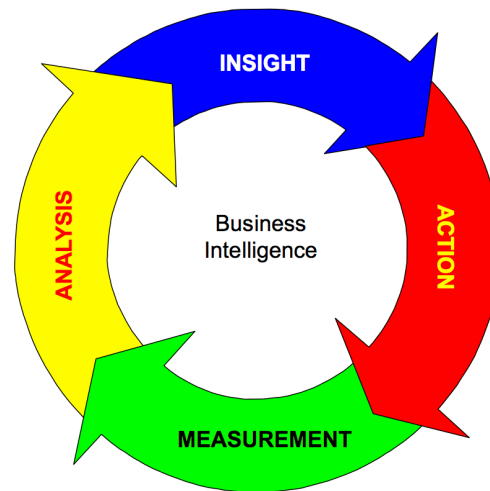 INSIGHT
ACTION
MEASUREMENT
ANALYSIS
Business
Intelligence